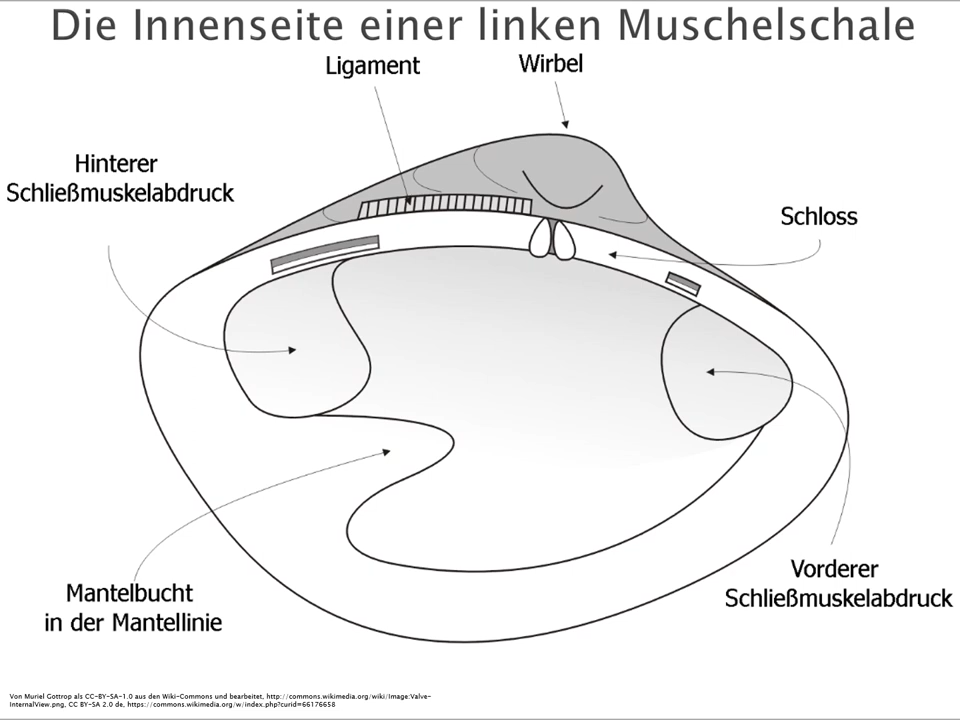 Die Innenseite einer linken Muschelschale
Ligament
Wirbel
Hinterer
Schließmuskelabdruck
Schloss
Mantelbucht
in der Mantellinie
Vorderer
Schließmuskelabdruck
Von Muriel Gottrop als CC-BY-SA-1.0 aus den Wiki-Commons und bearbeitet, http://commons.wikimedia.org/wiki/Image:Valve-
InternalView.png, CC BY-SA 2.0 de, https://commons.wikimedia.org/w/index.php?curid=66176658